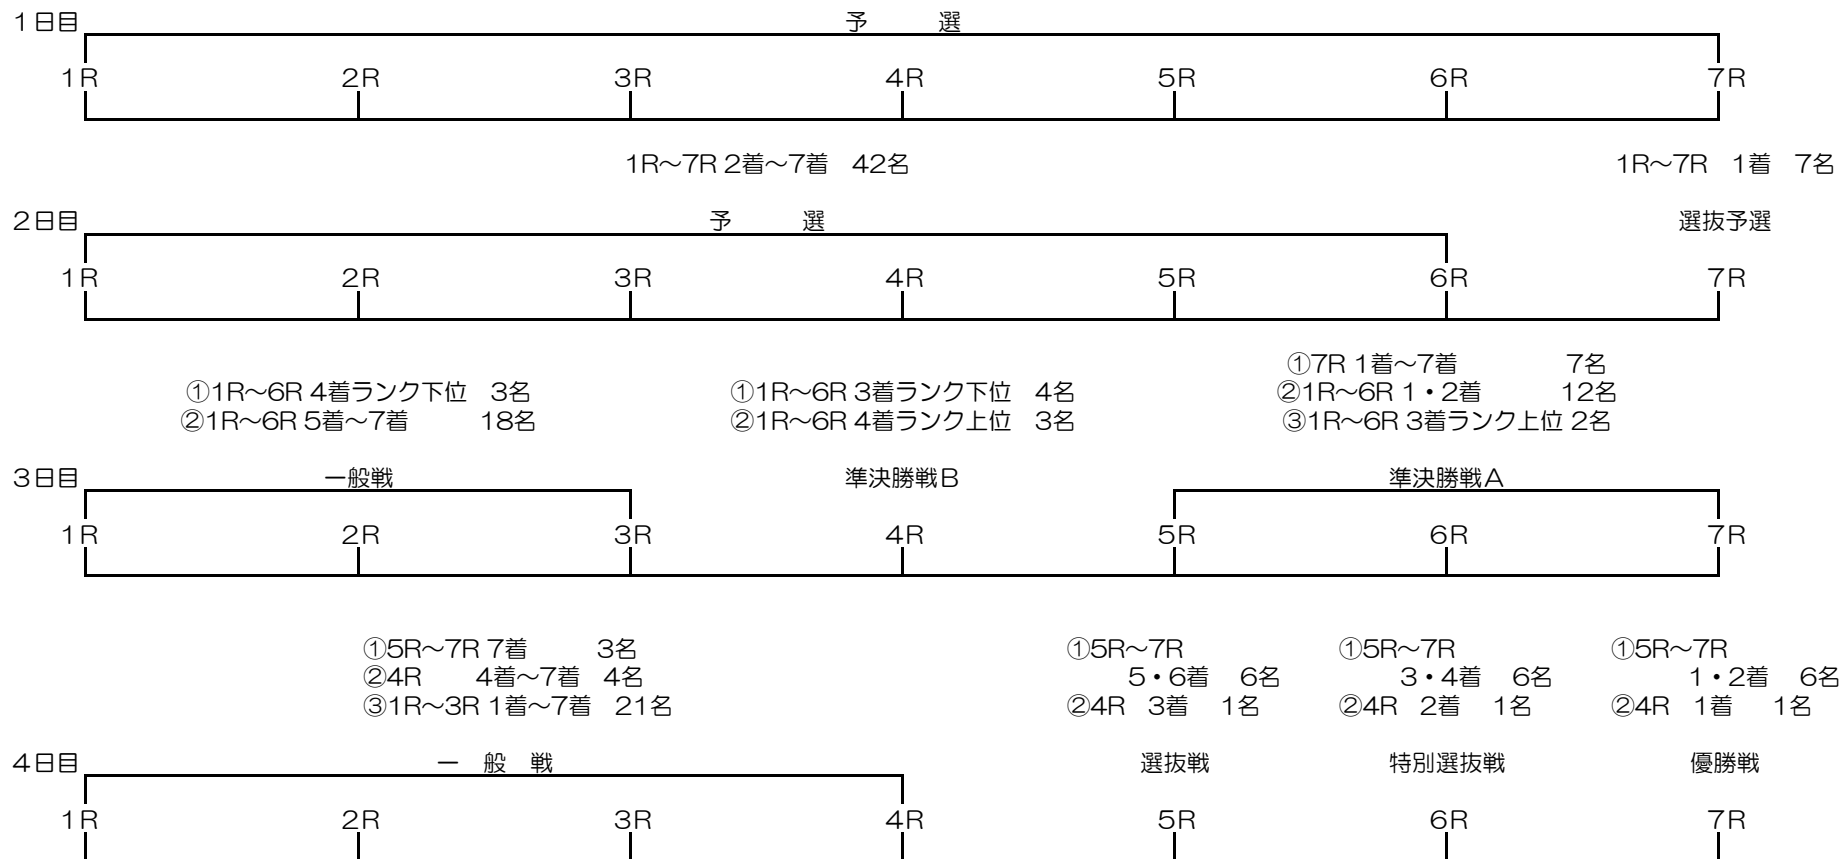 １日目　予　選
１Ｒ　２Ｒ　３Ｒ　４Ｒ　５Ｒ　６Ｒ　７Ｒ
１Ｒ～７Ｒ ２着～７着　４２名　１Ｒ～７Ｒ　１着　７名
２日目　予　選　選抜予選
１Ｒ　２Ｒ　３Ｒ　４Ｒ　５Ｒ　６Ｒ　７Ｒ
①１Ｒ～６Ｒ ４着ランク下位　３名
②１Ｒ～６Ｒ ５着～７着　１８名
①１Ｒ～６Ｒ ３着ランク下位　４名
②１Ｒ～６Ｒ ４着ランク上位　３名
①７Ｒ １着～７着　７名
②１Ｒ～６Ｒ １・２着　１２名
③１Ｒ～６Ｒ ３着ランク上位 ２名
３日目　一般戦　準決勝戦Ｂ　準決勝戦Ａ
１Ｒ　２Ｒ　３Ｒ　４Ｒ　５Ｒ　６Ｒ　７Ｒ
①５Ｒ～７Ｒ ７着　３名
②４Ｒ　４着～７着　４名
③１Ｒ～３Ｒ １着～７着　２１名
①５Ｒ～７Ｒ
５・６着　６名
②４Ｒ　３着　１名
①５Ｒ～７Ｒ
３・４着　６名
②４Ｒ　２着　１名
①５Ｒ～７Ｒ
１・２着　６名
②４Ｒ　１着　１名
４日目　一　般　戦　選抜戦　特別選抜戦　優勝戦
１Ｒ　２Ｒ　３Ｒ　４Ｒ　５Ｒ　６Ｒ　７Ｒ